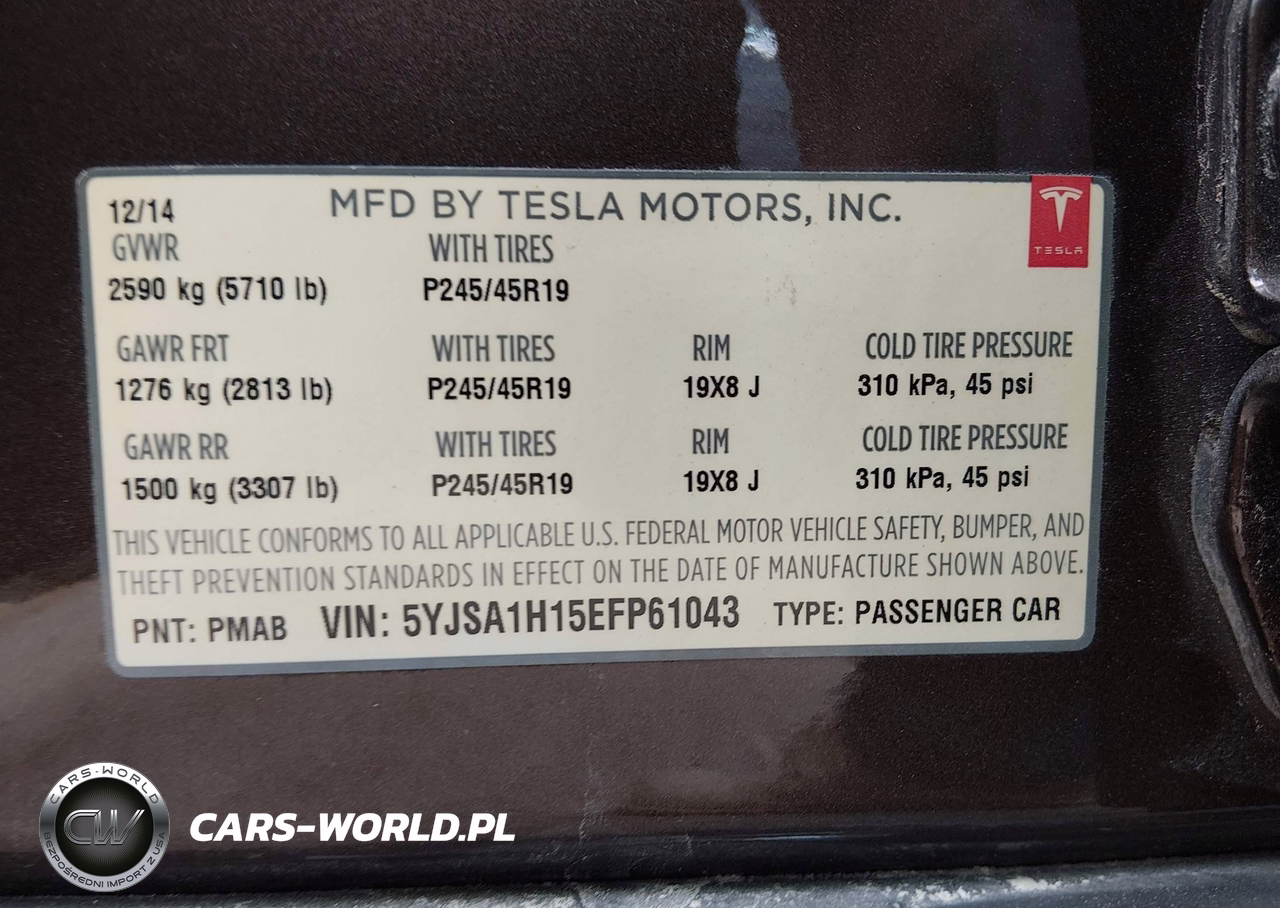 12/14 MFD BY TESLA MOTORS, INC.
TESLA
GVWR WITH TIRES
2590 kg (5710 lb) P245/45R19
GAWR FRT WITH TIRES RIM COLD TIRE PRESSURE
1276 kg (2813 lb) P245/45R19 19X8 J 310 kPa, 45 psi
GAWR RR WITH TIRES RIM COLD TIRE PRESSURE
1500 kg (3307 lb) P245/45R19 19X8 J 310 kPa, 45 psi
THIS VEHICLE CONFORMS TO ALL APPLICABLE U.S. FEDERAL MOTOR VEHICLE SAFETY, BUMPER, AND
THEFT PREVENTION STANDARDS IN EFFECT ON THE DATE OF MANUFACTURE SHOWN ABOVE.
PNT: PMAB VIN: 5YJSA1H15EFP61043 TYPE: PASSENGER CAR
CARS-WORLD
CW
BEZPOŚREDNI IMPORT Z USA
CARS-WORLD.PL